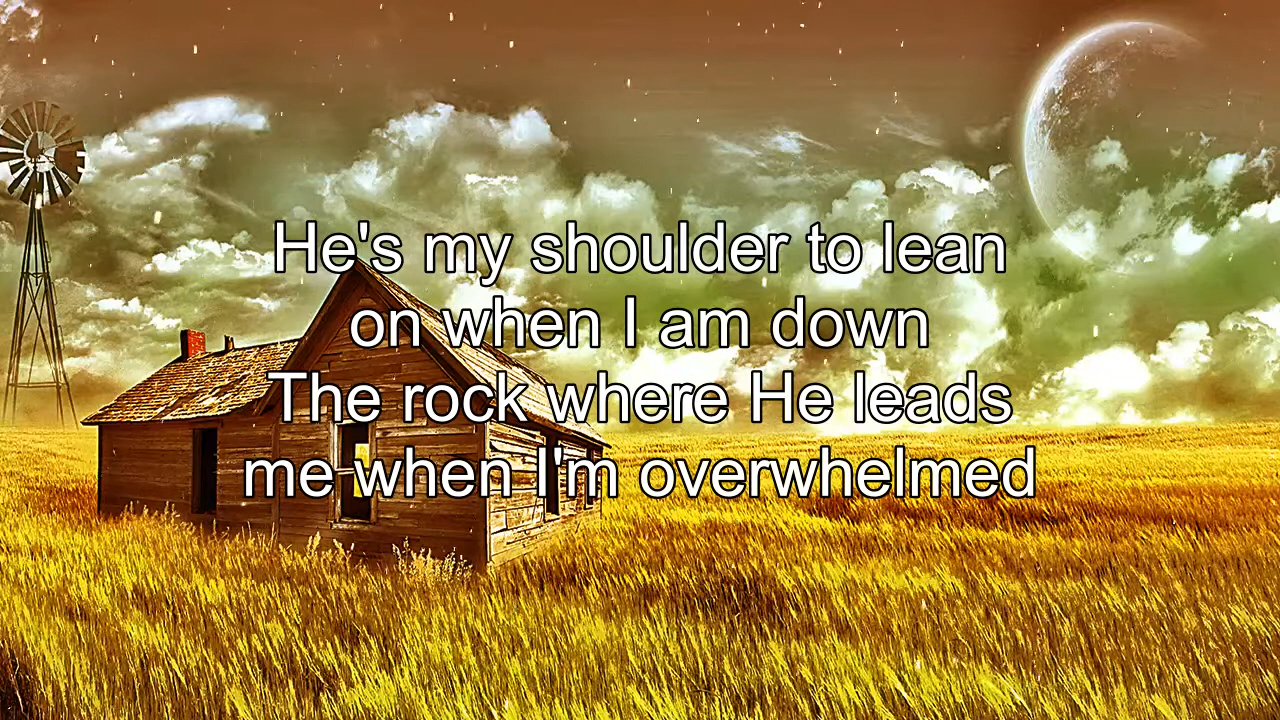 He's my shoulder to lean
on when I am down
The rock where He leads
me when I'm overwhelmed